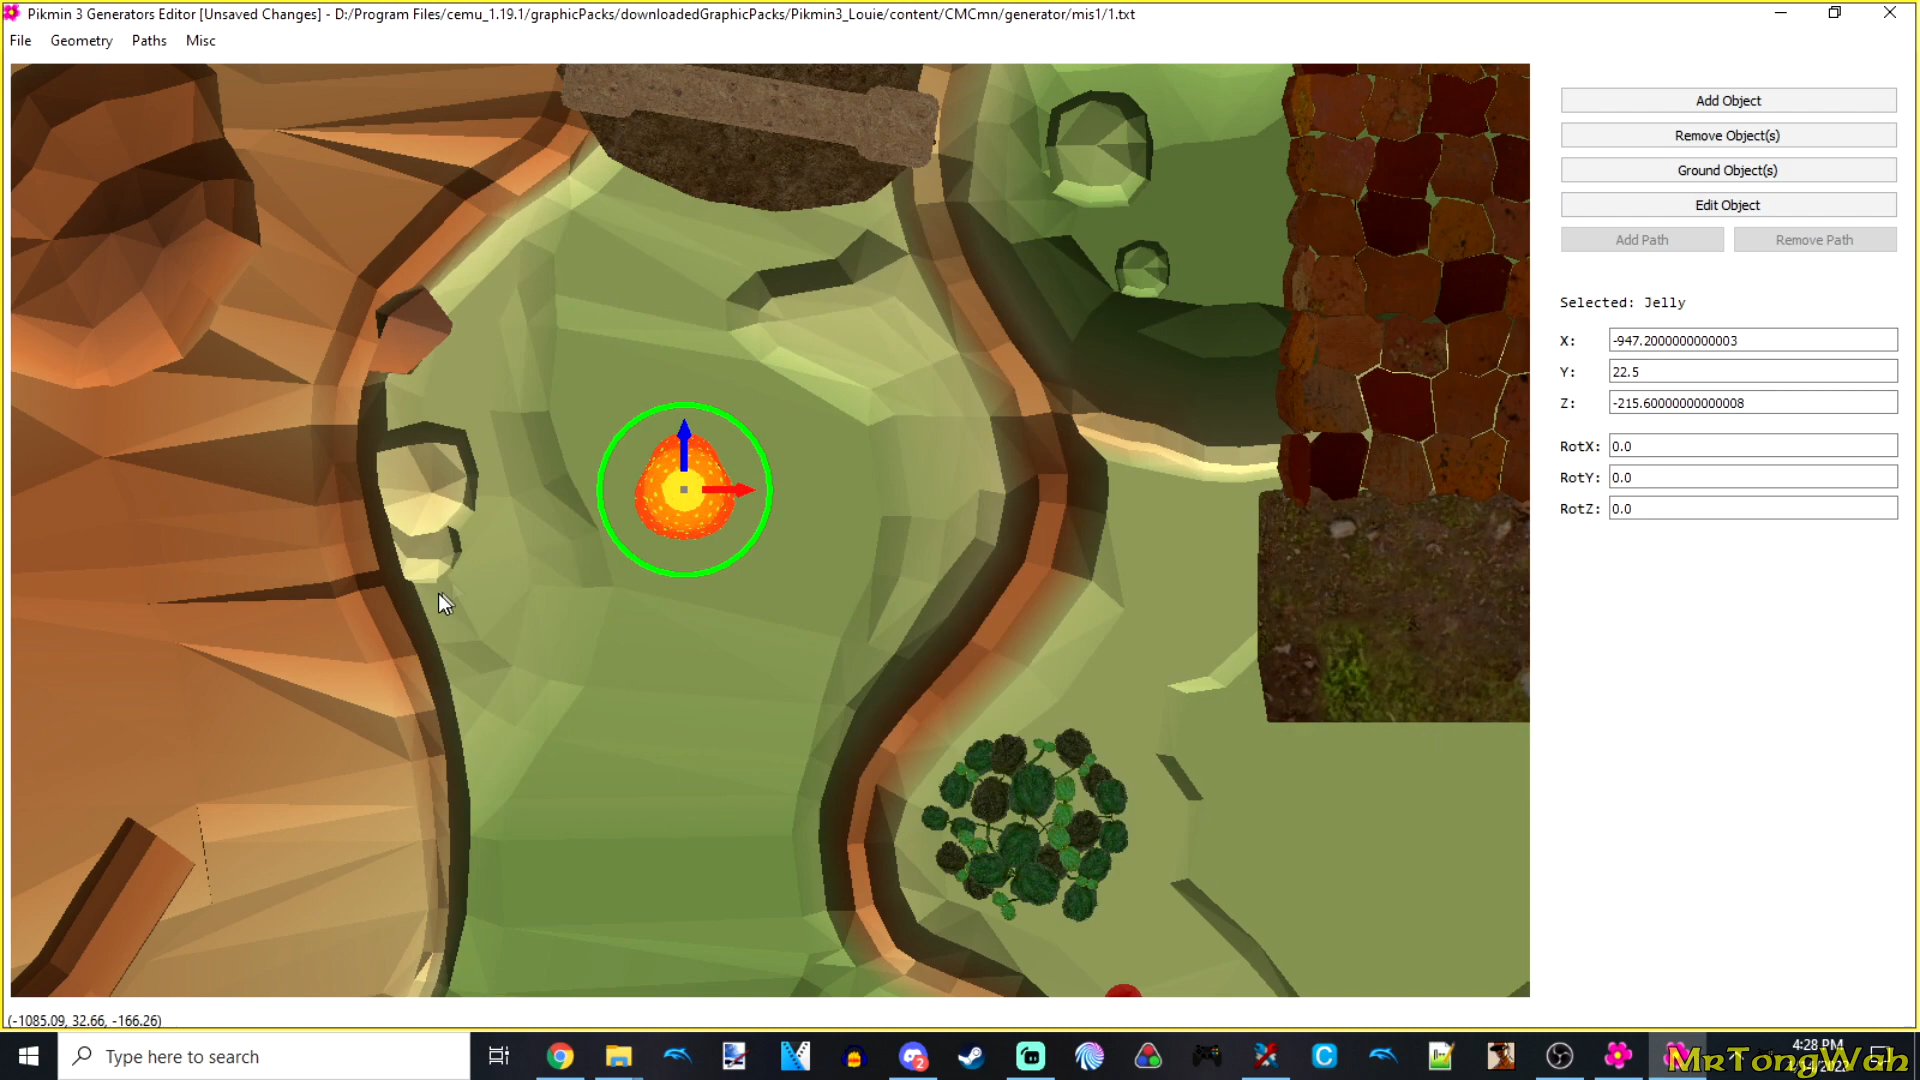 Pikmin 3 Generators Editor [Unsaved Changes] - D:/Program Files/cemu_1.19.1/graphicPacks/downloadedGraphicPacks/Pikmin3_Louie/content/CMCmn/generator/mis1/1.txt
File Geometry Paths Misc
Add Object
Remove Object(s)
Ground Object(s)
Edit Object
Add Path Remove Path
Selected: Jelly
X: -947.2000000000003
Y: 22.5
Z: -215.60000000000008
RotX: 0.0
RotY: 0.0
RotZ: 0.0
(-1085.09, 32.66, -166.26)
Type here to search
2
4:28 PM
MrTongWah